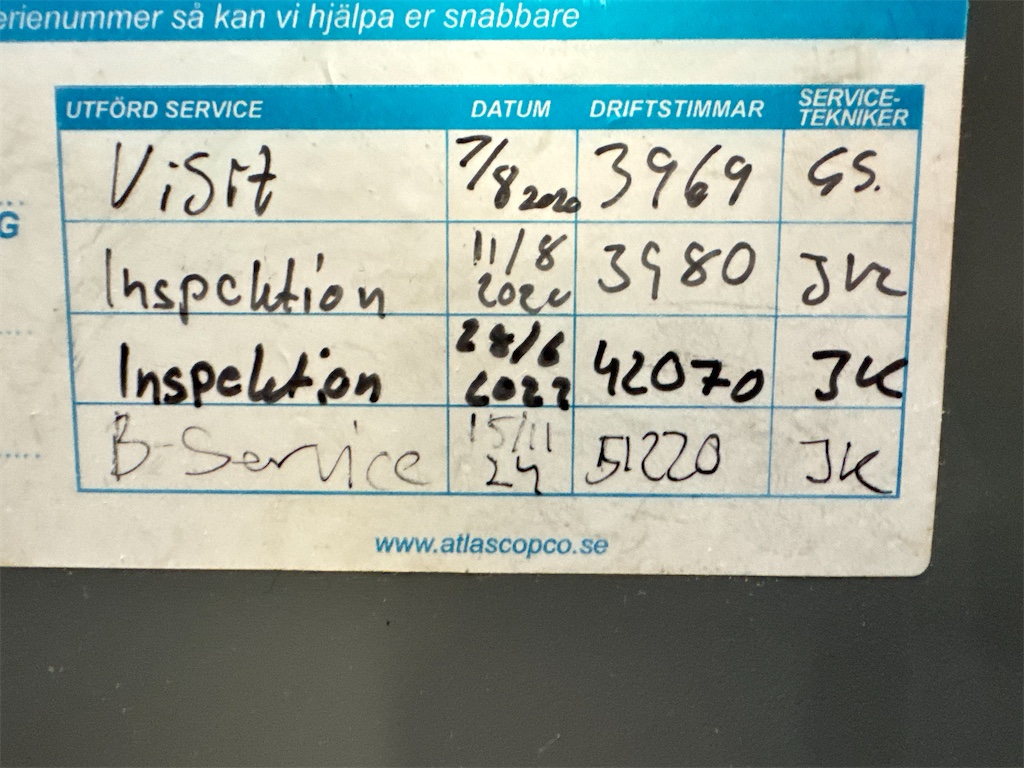 erienummer så kan vi hjälpa er snabbare
UTFÖRD SERVICE DATUM DRIFTSTIMMAR SERVICE-
TEKNIKER
Visit 7/8 2020 3969 GS.
G
Inspektion 11/8 3980 JK
2020
Inspektion 28/6 42070 JK
2022
B-Service 15/11 51220 JK
24
www.atlascopco.se